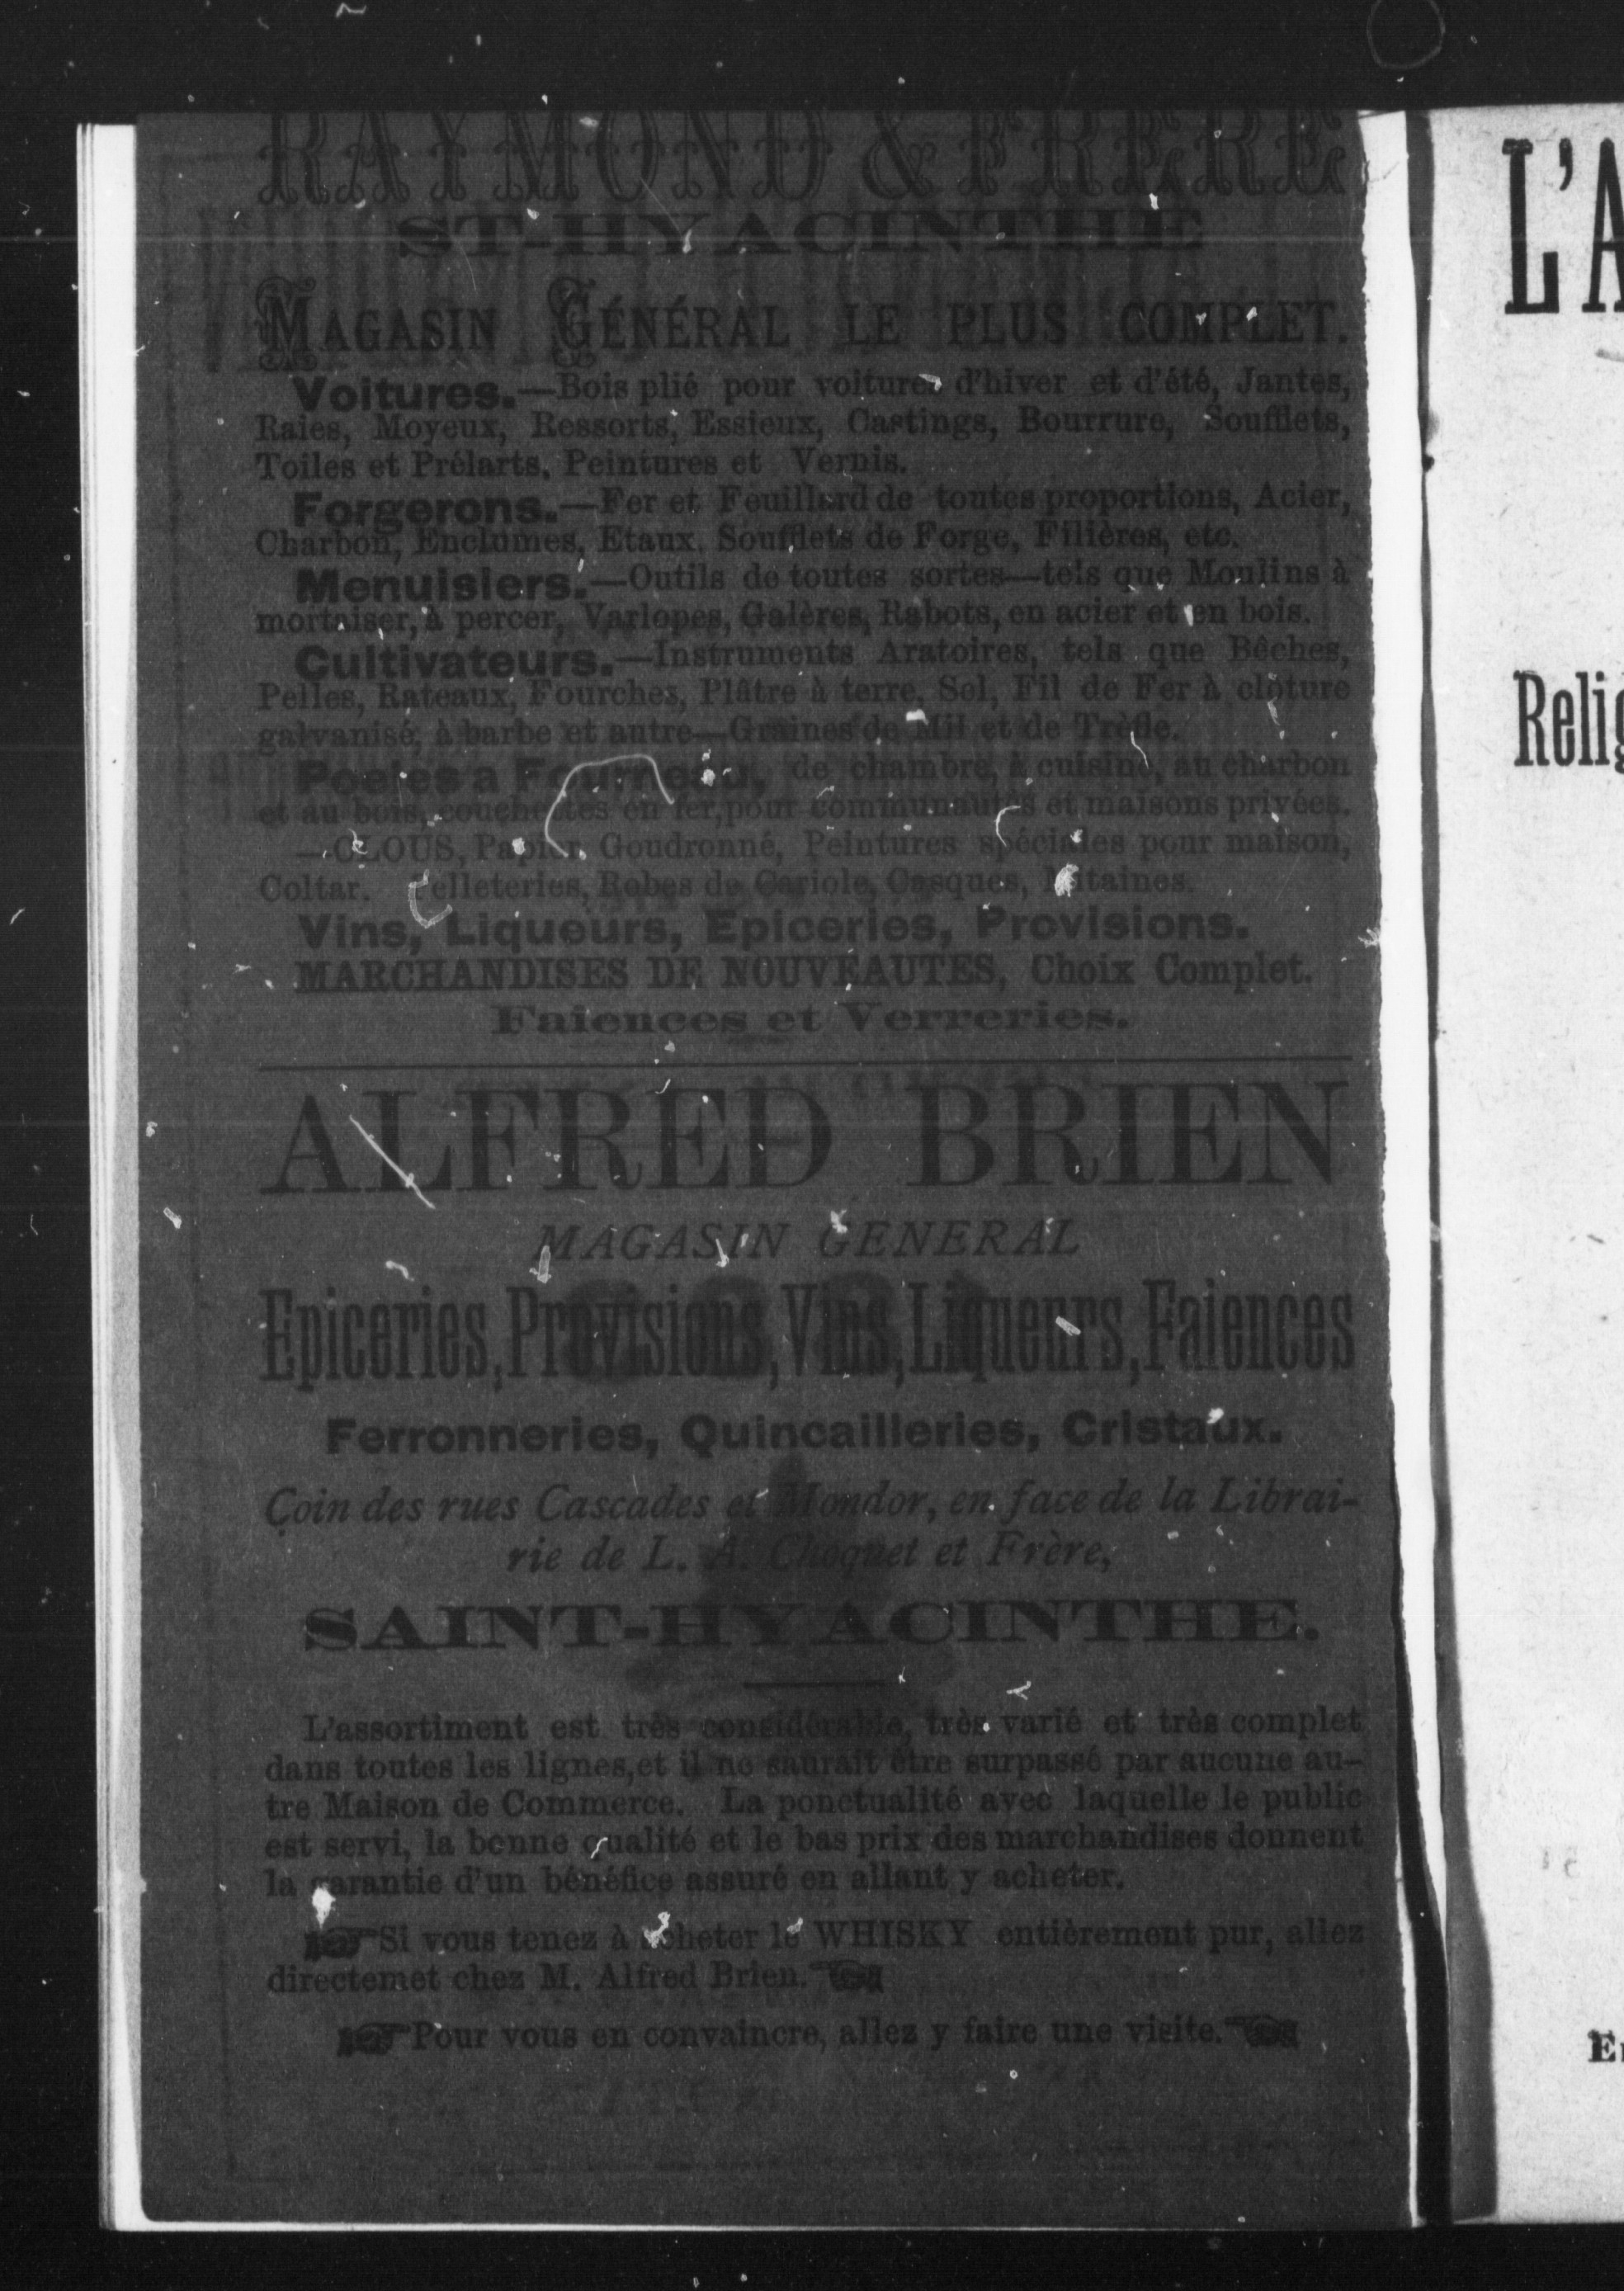 RAYMOND & FRERE
ST-HYACINTHE
MAGASIN GÉNÉRAL LE PLUS COMPLET.
Voitures.—Bois plié pour voitures d'hiver et d'été, Jantes,
Raies, Moyeux, Ressorts, Essieux, Castings, Bourrure, Soufflets,
Toiles et Prélarts, Peintures et Vernis.
Forgerons.—Fer et Feuillard de toutes proportions, Acier,
Charbon, Enclumes, Etaux, Soufflets de Forge, Filières, etc.
Menuisiers.—Outils de toutes sortes—tels que Moulins à
mortaiser, à percer, Varlopes, Galères, Rabots, en acier et en bois.
Cultivateurs.—Instruments Aratoires, tels que Bêches,
Pelles, Rateaux, Fourches, Plâtre à terre, Sel, Fil de Fer à cloture
galvanisé, à barbe et autre—Graines de Mil et de Trèfle.
Poeles a Fourneau, de chambre, à cuisine, au charbon
et au bois, couchettes en fer, pour communautés et maisons privées.
—CLOUS, Papier Goudronné, Peintures spéciales pour maison,
Coltar. Pelleteries, Robes de Cariole, Casques, Mitaines.
Vins, Liqueurs, Epiceries, Provisions.
MARCHANDISES DE NOUVEAUTES, Choix Complet.
Faiences et Verreries.
ALFRED BRIEN
MAGASIN GENERAL
Epiceries, Provisions, Vins, Liqueurs, Faiences
Ferronneries, Quincailleries, Cristaux.
Coin des rues Cascades et Mondor, en face de la Librai-
rie de L. A. Choquet et Frère,
SAINT-HYACINTHE.
L'assortiment est très considérable, très varié et très complet
dans toutes les lignes, et il ne saurait être surpassé par aucune au-
tre Maison de Commerce. La ponctualité avec laquelle le public
est servi, la bonne qualité et le bas prix des marchandises donnent
la garantie d'un bénéfice assuré en allant y acheter.
☞Si vous tenez à acheter le WHISKY entièrement pur, allez
directemet chez M. Alfred Brien.☜
☞Pour vous en convaincre, allez y faire une visite.☜
L'A
Relig